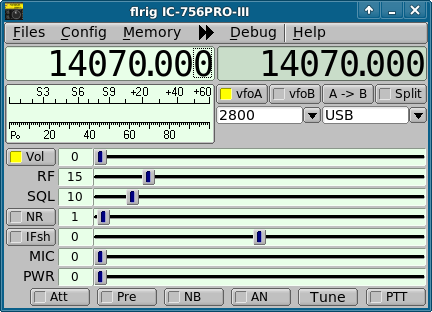 flrig IC-756PRO-III
Files Config Memory Debug Help
14070.000 14070.000
S3 S6 S9 +20 +40 +60
Po 20 40 60 80
vfoA vfoB A -> B Split
2800 USB
Vol 0
RF 15
SQL 10
NR 1
IFsh 0
MIC 0
PWR 0
Att Pre NB AN Tune PTT